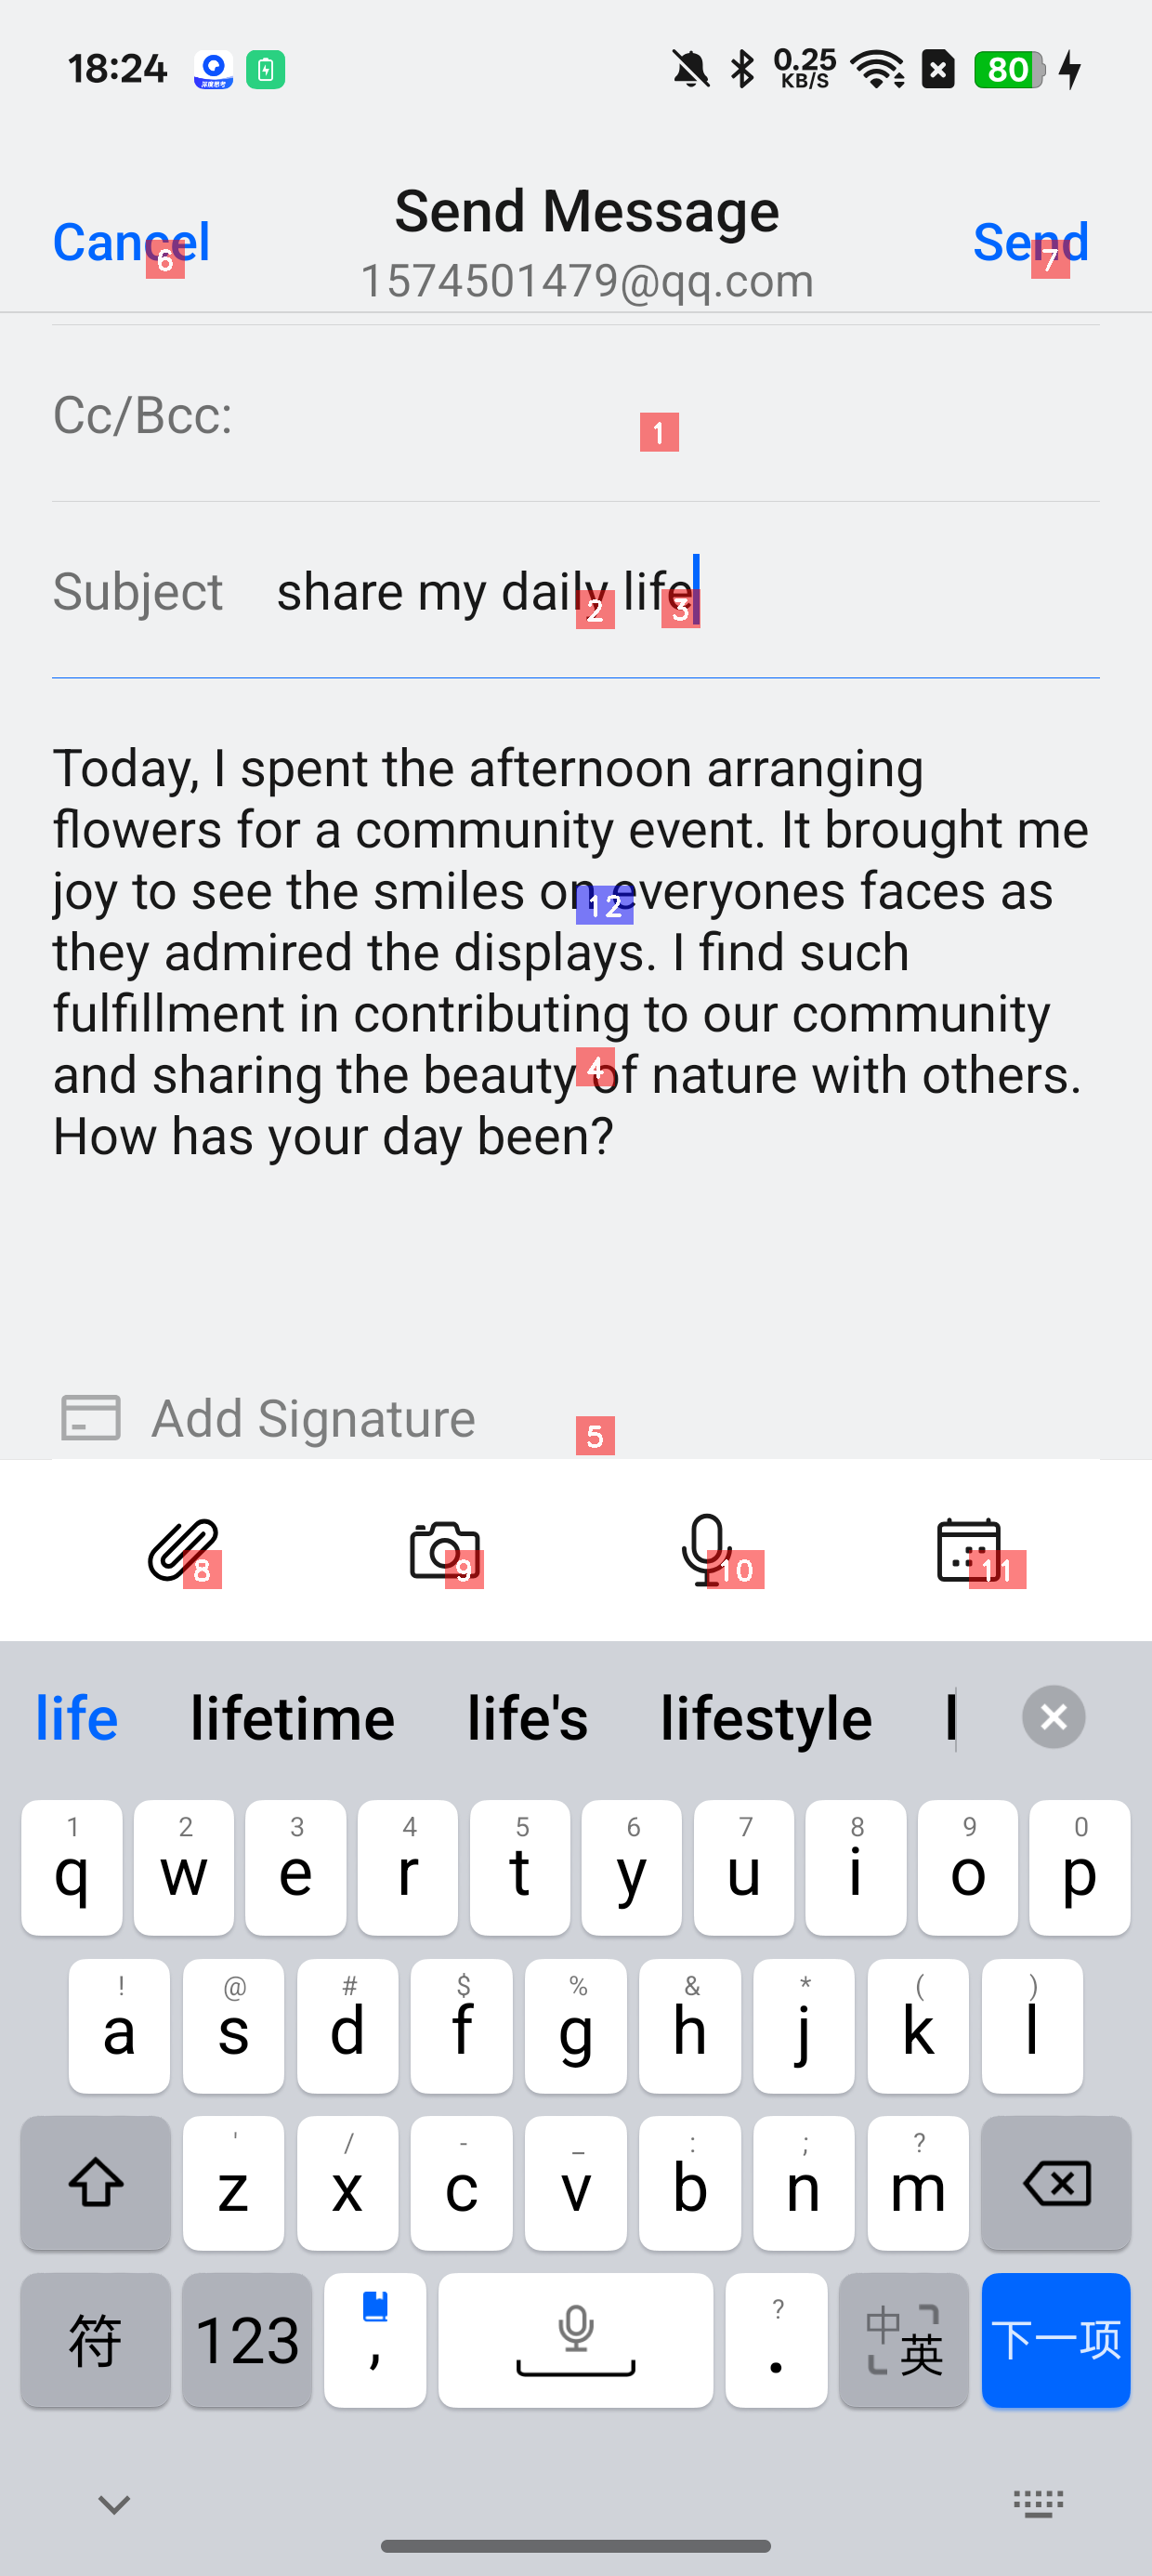 18:24
深度思考
0.25 KB/S
80
Send Message
Cancel
6
Send
7
1574501479@qq.com
Cc/Bcc:
1
Subject
share my daily life
2
3
Today, I spent the afternoon arranging
flowers for a community event. It brought me
joy to see the smiles on everyones faces as
12
they admired the displays. I find such
fulfillment in contributing to our community
and sharing the beauty of nature with others.
4
How has your day been?
Add Signature
5
8
9
10
11
life lifetime life's lifestyle l
1 2 3 4 5 6 7 8 9 0
q w e r t y u i o p
! @ # $ % & * ( )
a s d f g h j k l
' / - _ : ; ?
z x c v b n m
符 123 , ? . 中 英 下一项